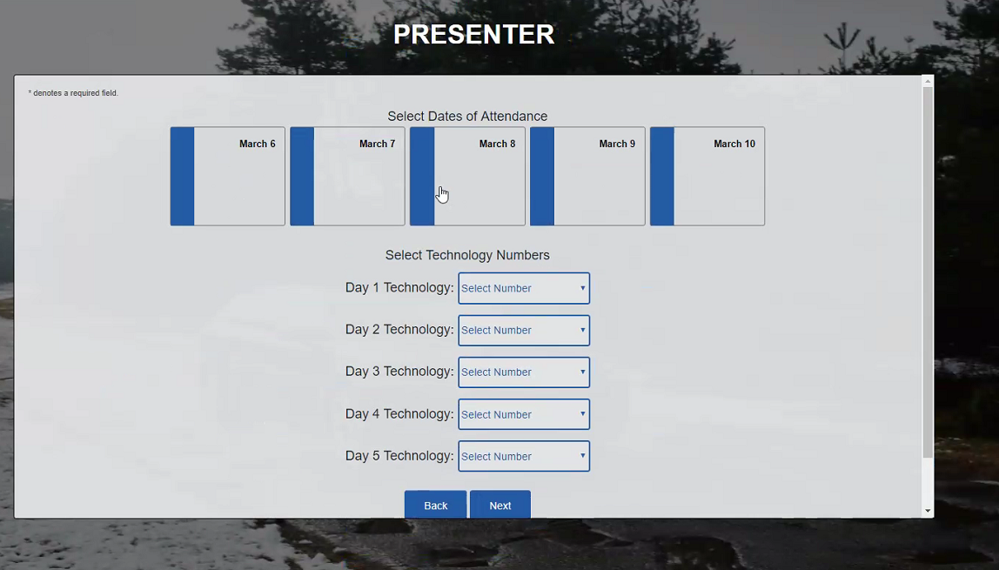 PRESENTER
* denotes a required field.
Select Dates of Attendance
March 6 March 7 March 8 March 9 March 10
Select Technology Numbers
Day 1 Technology: Select Number
Day 2 Technology: Select Number
Day 3 Technology: Select Number
Day 4 Technology: Select Number
Day 5 Technology: Select Number
Back Next